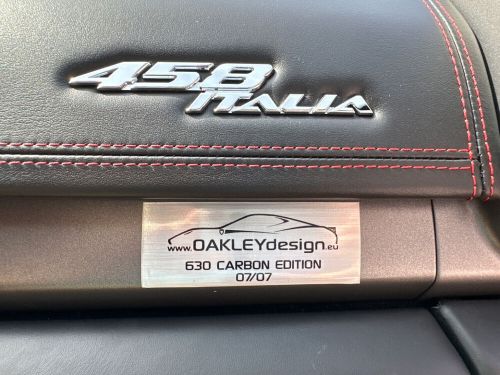 458
ITALIA
www.OAKLEYdesign.eu
630 CARBON EDITION
07/07